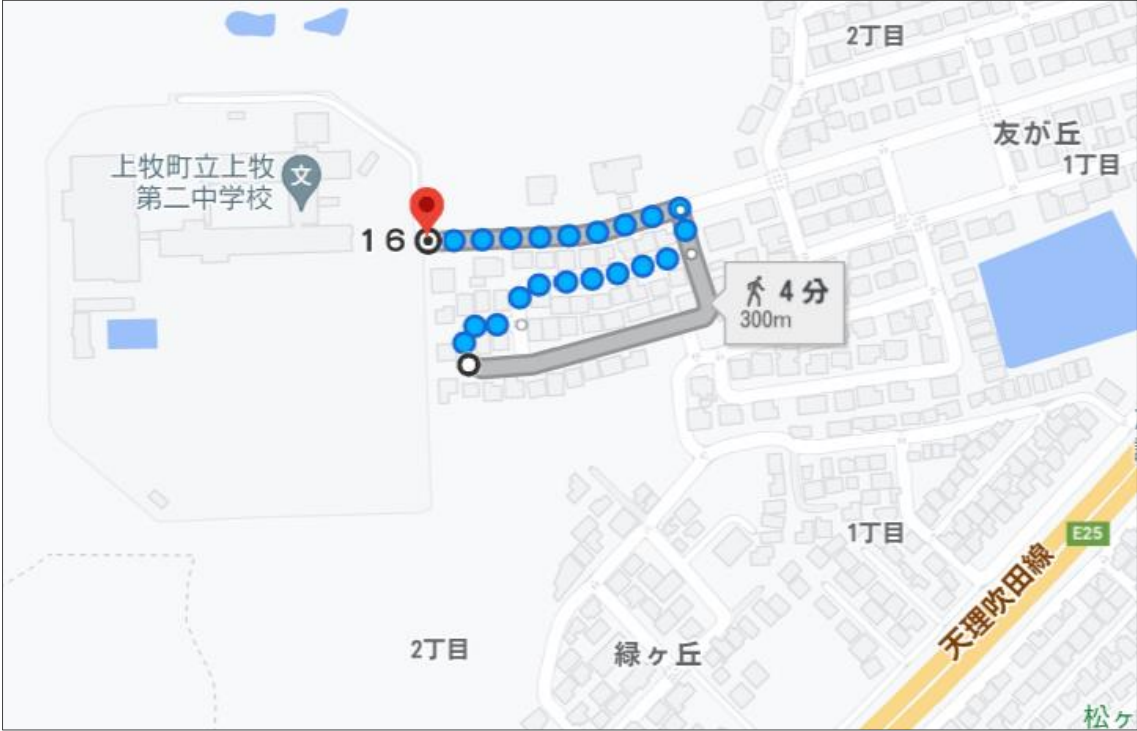 2丁目
友が丘
1丁目
上牧町立上牧
第二中学校
文
16
4 分
300m
1丁目
E25
天理吹田線
2丁目
緑ヶ丘
松ヶ